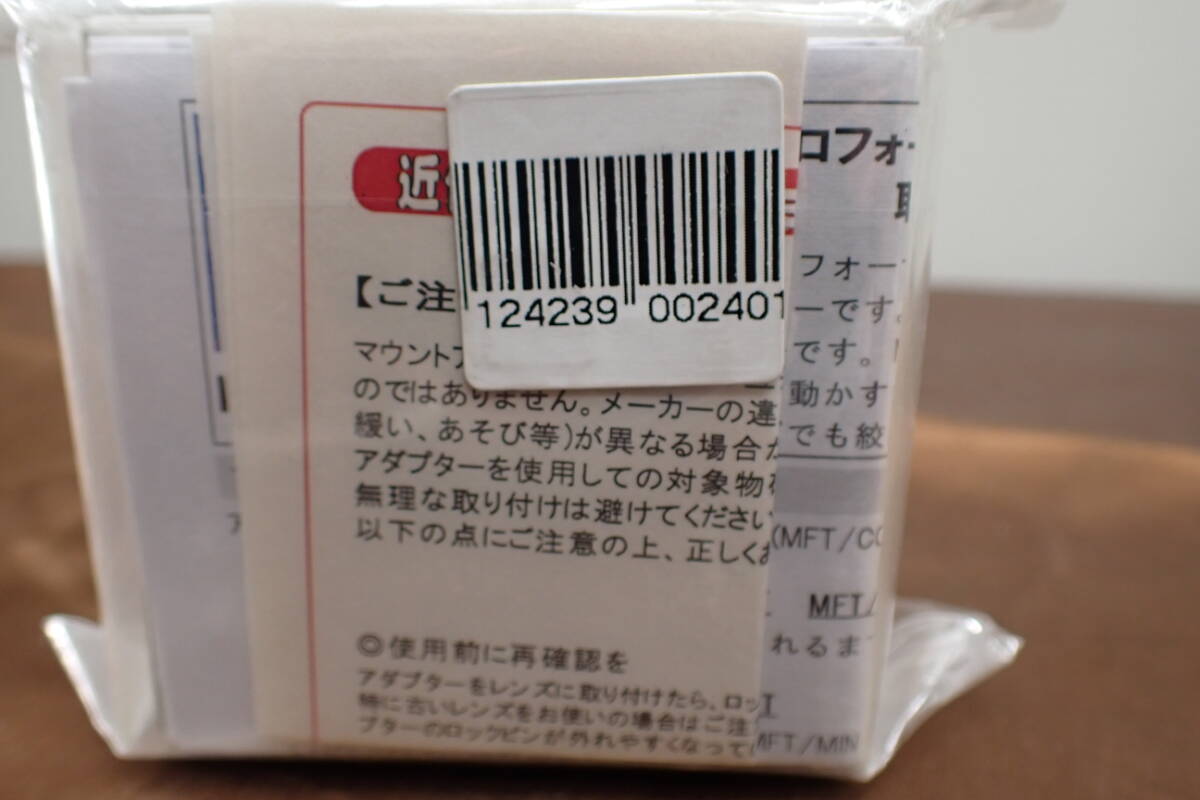 近
【ご注
124239 002401
マウント
のではありません。メーカーの違
緩い、あそび等)が異なる場合が
アダプターを使用しての対象物
無理な取り付けは避けてください
以下の点にご注意の上、正しくお
◎使用前に再確認を
アダプターをレンズに取り付けたら、ロッ
特に古いレンズをお使いの場合はご注
プターのロックピンが外れやすくなって
ロフォー
取
フォー
ーです。
です。
動かす
でも絞
(MFT/CO
MFT/
れるま
MFT/MIN